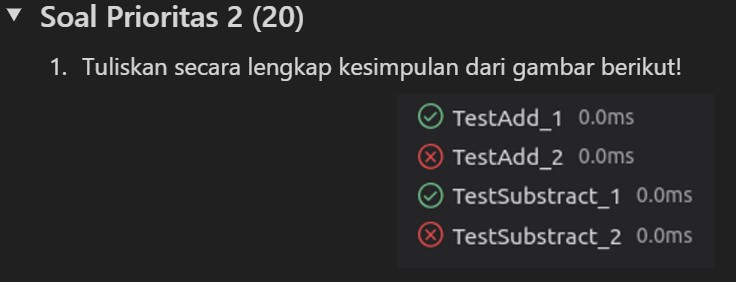 Soal Prioritas 2 (20)
1. Tuliskan secara lengkap kesimpulan dari gambar berikut!
TestAdd_1 0.0ms
TestAdd_2 0.0ms
TestSubstract_1 0.0ms
TestSubstract_2 0.0ms